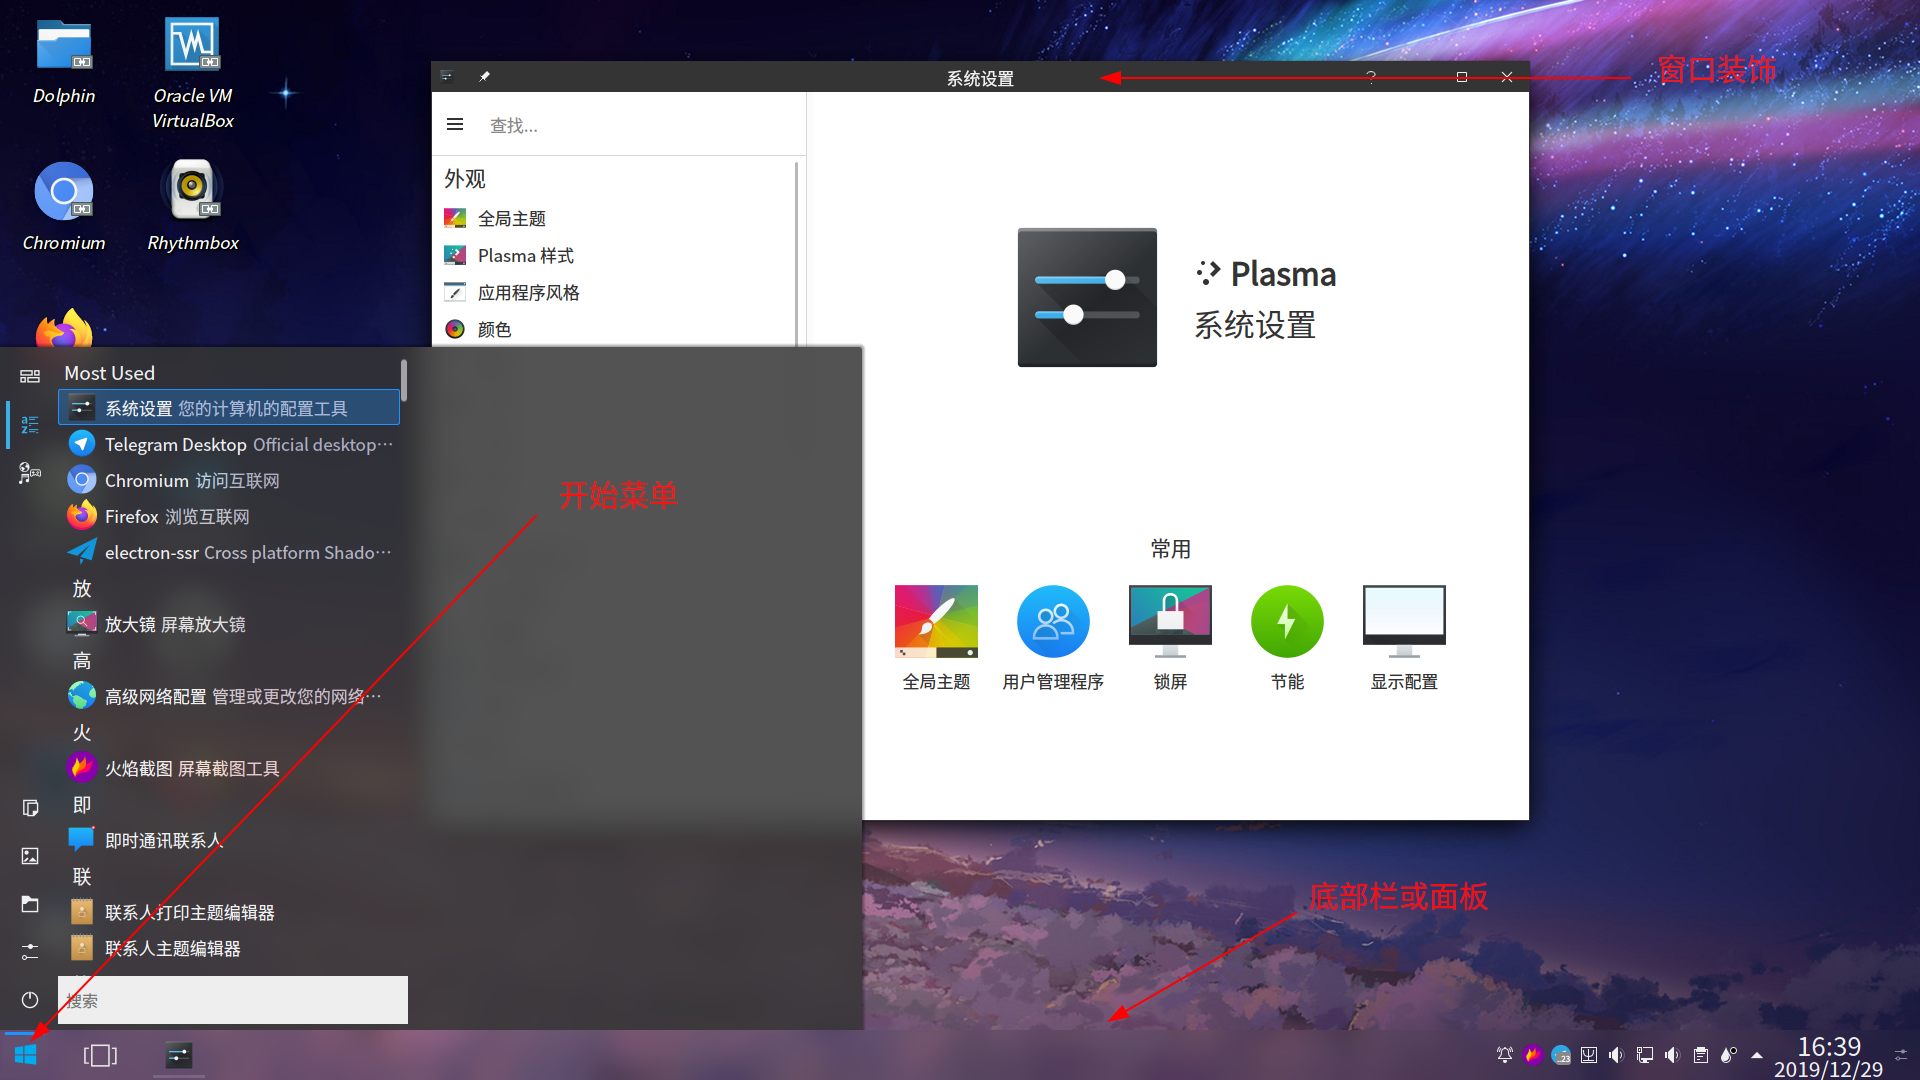 Dolphin
Oracle VM
VirtualBox
Chromium
Rhythmbox
系统设置
窗口装饰
查找...
外观
全局主题
Plasma 样式
应用程序风格
颜色
Plasma
系统设置
常用
全局主题
用户管理程序
锁屏
节能
显示配置
Most Used
系统设置 您的计算机的配置工具
Telegram Desktop Official desktop…
Chromium 访问互联网
Firefox 浏览互联网
electron-ssr Cross platform Shado…
放
放大镜 屏幕放大镜
高
高级网络配置 管理或更改您的网络…
火
火焰截图 屏幕截图工具
即
即时通讯联系人
联
联系人打印主题编辑器
联系人主题编辑器
搜索
开始菜单
底部栏或面板
23
16:39
2019/12/29